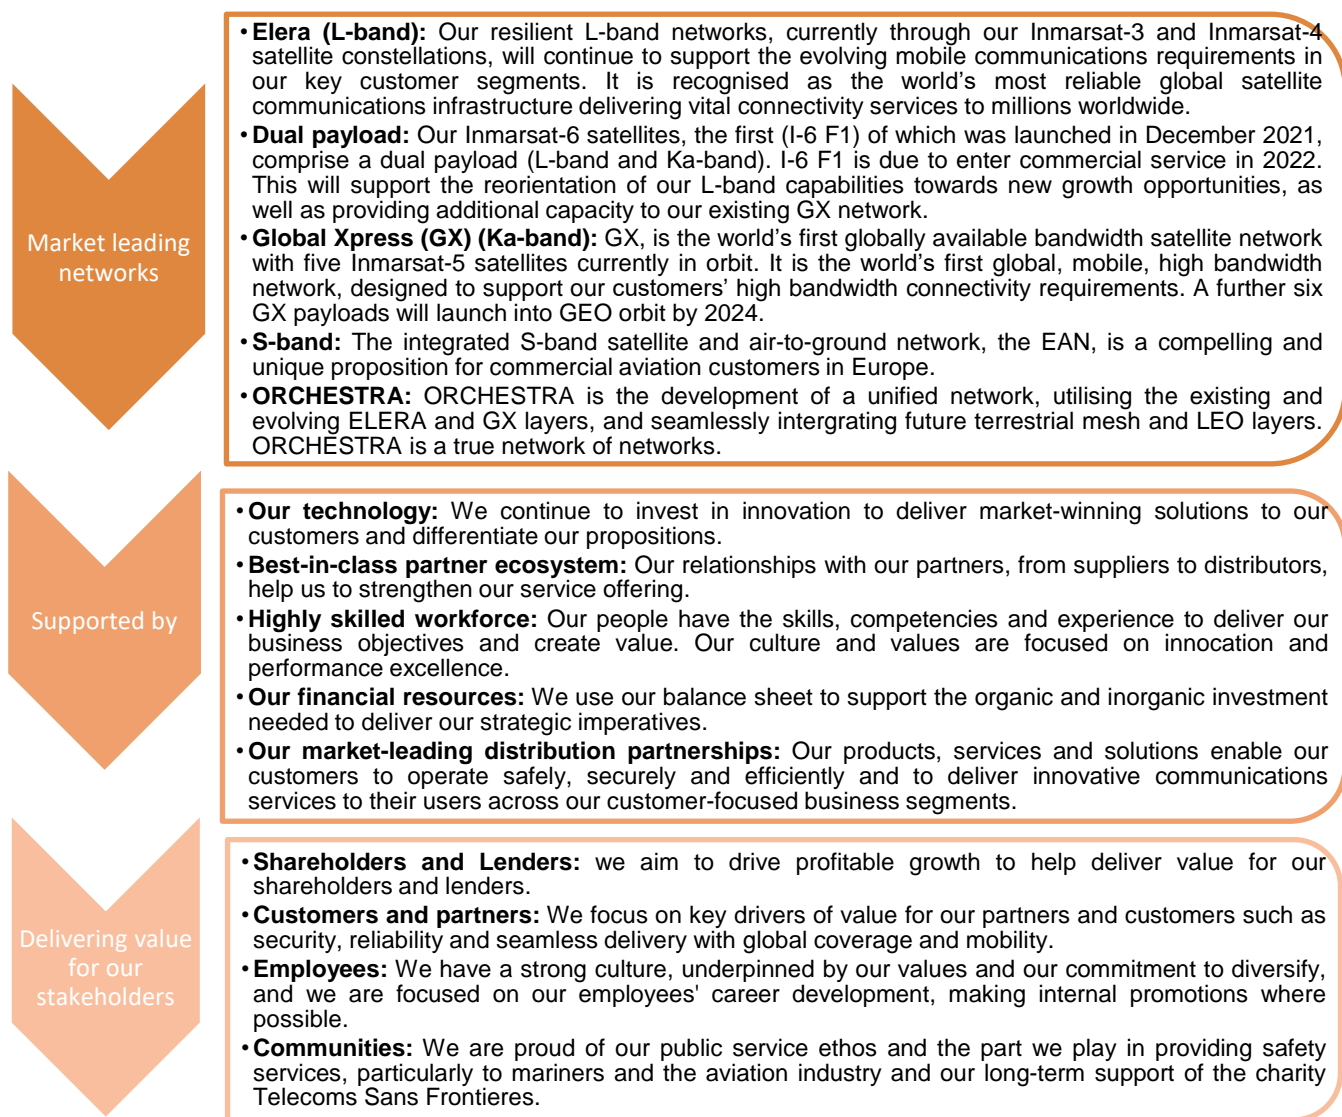 Market leading
networks
• Elera (L-band): Our resilient L-band networks, currently through our Inmarsat-3 and Inmarsat-4
satellite constellations, will continue to support the evolving mobile communications requirements in
our key customer segments. It is recognised as the world's most reliable global satellite
communications infrastructure delivering vital connectivity services to millions worldwide.
• Dual payload: Our Inmarsat-6 satellites, the first (I-6 F1) of which was launched in December 2021,
comprise a dual payload (L-band and Ka-band). I-6 F1 is due to enter commercial service in 2022.
This will support the reorientation of our L-band capabilities towards new growth opportunities, as
well as providing additional capacity to our existing GX network.
• Global Xpress (GX) (Ka-band): GX, is the world's first globally available bandwidth satellite network
with five Inmarsat-5 satellites currently in orbit. It is the world's first global, mobile, high bandwidth
network, designed to support our customers' high bandwidth connectivity requirements. A further six
GX payloads will launch into GEO orbit by 2024.
• S-band: The integrated S-band satellite and air-to-ground network, the EAN, is a compelling and
unique proposition for commercial aviation customers in Europe.
• ORCHESTRA: ORCHESTRA is the development of a unified network, utilising the existing and
evolving ELERA and GX layers, and seamlessly intergrating future terrestrial mesh and LEO layers.
ORCHESTRA is a true network of networks.
Supported by
• Our technology: We continue to invest in innovation to deliver market-winning solutions to our
customers and differentiate our propositions.
• Best-in-class partner ecosystem: Our relationships with our partners, from suppliers to distributors,
help us to strengthen our service offering.
• Highly skilled workforce: Our people have the skills, competencies and experience to deliver our
business objectives and create value. Our culture and values are focused on innocation and
performance excellence.
• Our financial resources: We use our balance sheet to support the organic and inorganic investment
needed to deliver our strategic imperatives.
• Our market-leading distribution partnerships: Our products, services and solutions enable our
customers to operate safely, securely and efficiently and to deliver innovative communications
services to their users across our customer-focused business segments.
Delivering value
for our
stakeholders
• Shareholders and Lenders: we aim to drive profitable growth to help deliver value for our
shareholders and lenders.
• Customers and partners: We focus on key drivers of value for our partners and customers such as
security, reliability and seamless delivery with global coverage and mobility.
• Employees: We have a strong culture, underpinned by our values and our commitment to diversify,
and we are focused on our employees' career development, making internal promotions where
possible.
• Communities: We are proud of our public service ethos and the part we play in providing safety
services, particularly to mariners and the aviation industry and our long-term support of the charity
Telecoms Sans Frontieres.